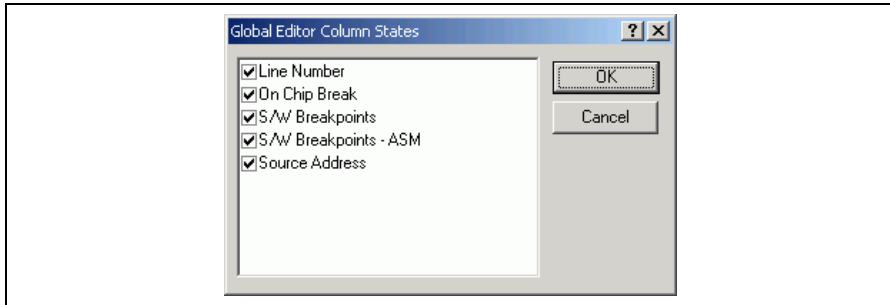 Global Editor Column States
Line Number
On Chip Break
S/W Breakpoints
S/W Breakpoints - ASM
Source Address
OK
Cancel